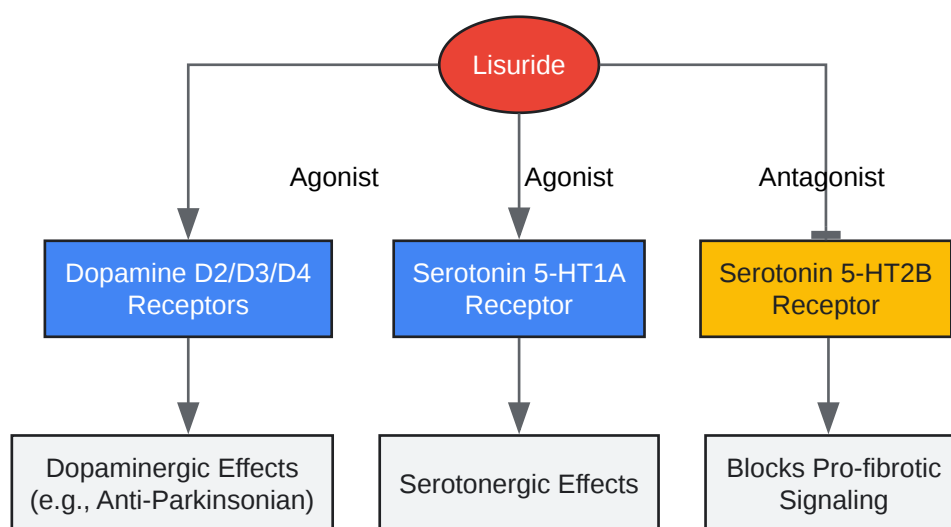 Lisuride
Agonist
Agonist
Antagonist
Dopamine D2/D3/D4
Receptors
Serotonin 5-HT1A
Receptor
Serotonin 5-HT2B
Receptor
Dopaminergic Effects
(e.g., Anti-Parkinsonian)
Serotonergic Effects
Blocks Pro-fibrotic
Signaling